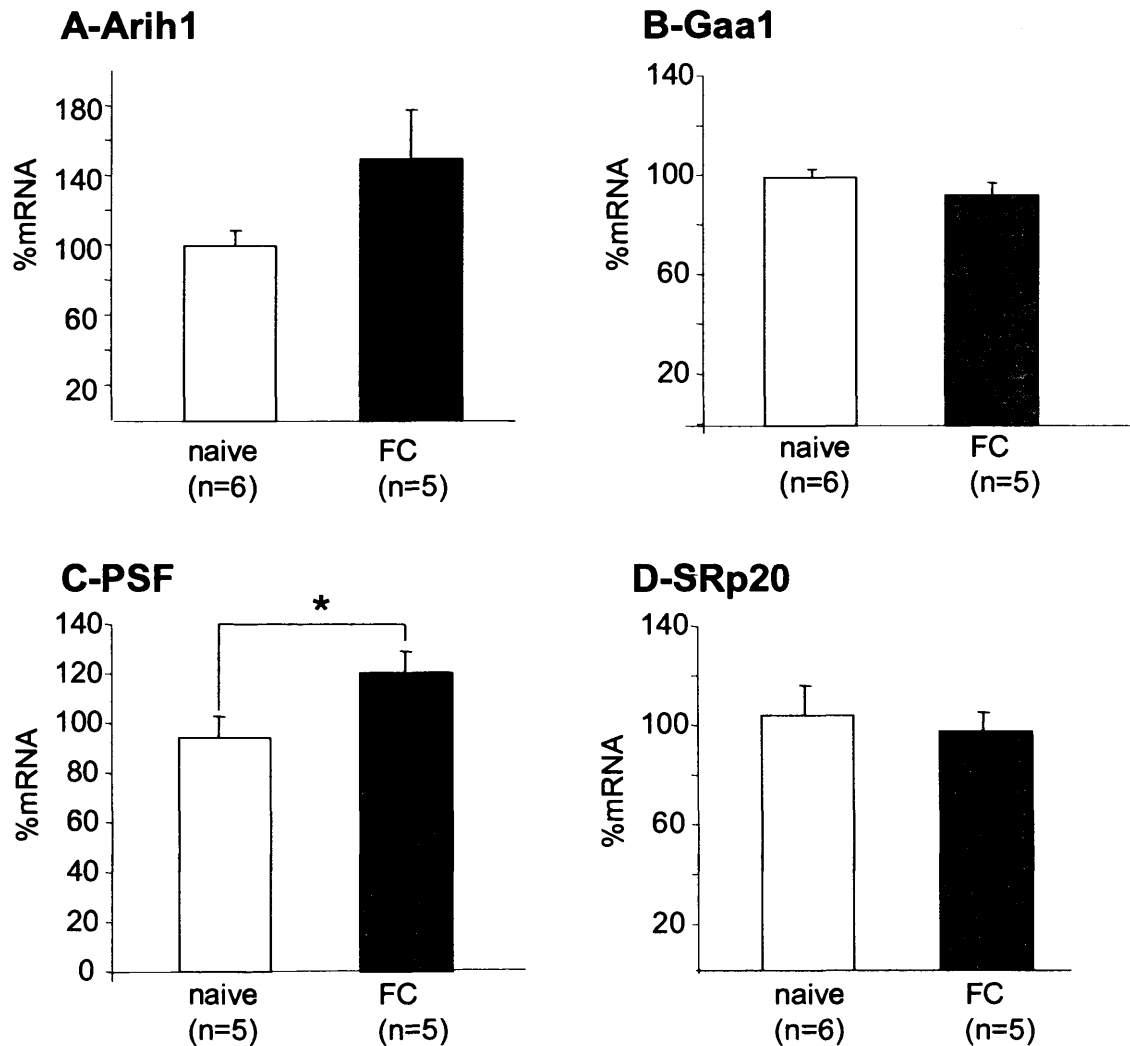 A-Arih1
%mRNA
180
140
100
60
20
naive
(n=6)
FC
(n=5)
B-Gaa1
%mRNA
140
100
60
20
naive
(n=6)
FC
(n=5)
C-PSF
*
%mRNA
140
120
100
80
60
40
20
0
naive
(n=5)
FC
(n=5)
D-SRp20
%mRNA
140
100
60
20
naive
(n=6)
FC
(n=5)